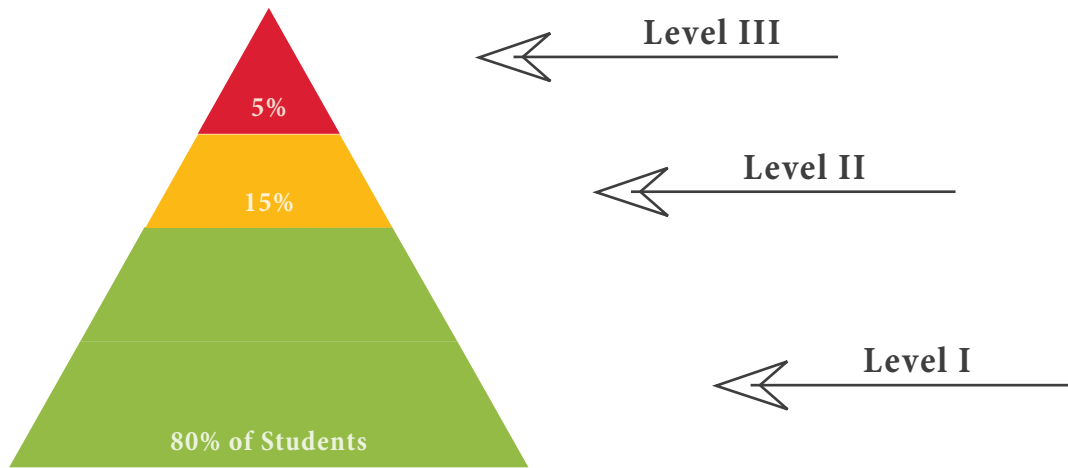 Level III
5%
Level II
15%
Level I
80% of Students